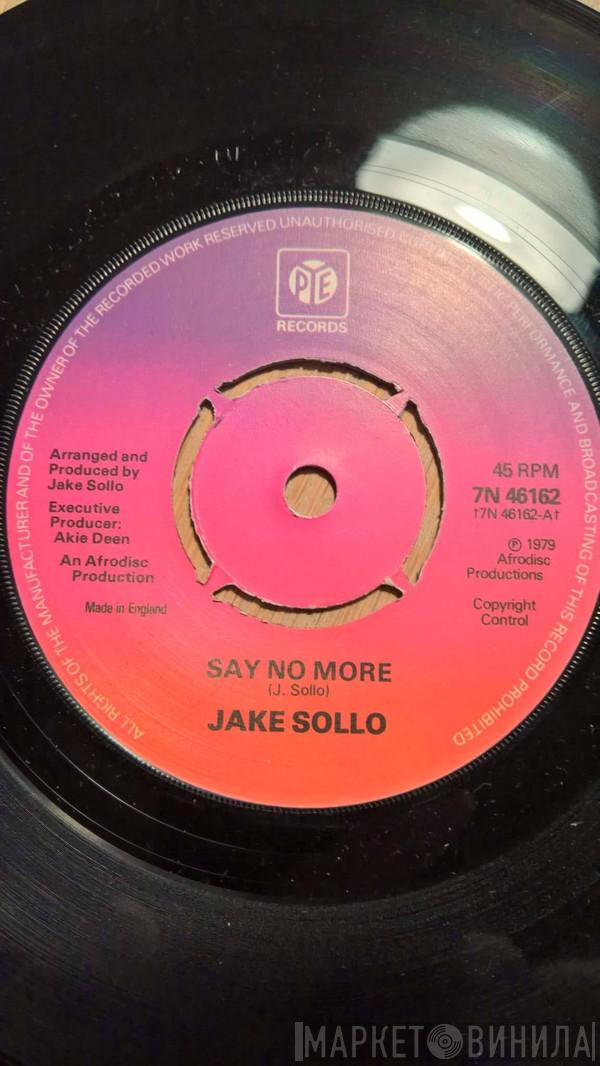 ALL RIGHTS OF THE MANUFACTURER AND OF THE OWNER OF THE RECORDED WORK RESERVED UNAUTHORISED PERFORMANCE AND BROADCASTING OF THIS RECORD PROHIBITED
PYE
RECORDS
Arranged and
Produced by
Jake Sollo
Executive
Producer:
Akie Deen
An Afrodisc
Production
Made in England
45 RPM
7N 46162
†7N 46162-A†
℗ 1979
Afrodisc
Productions
Copyright
Control
SAY NO MORE
(J. Sollo)
JAKE SOLLO
МАРКЕТ ВИНИЛА